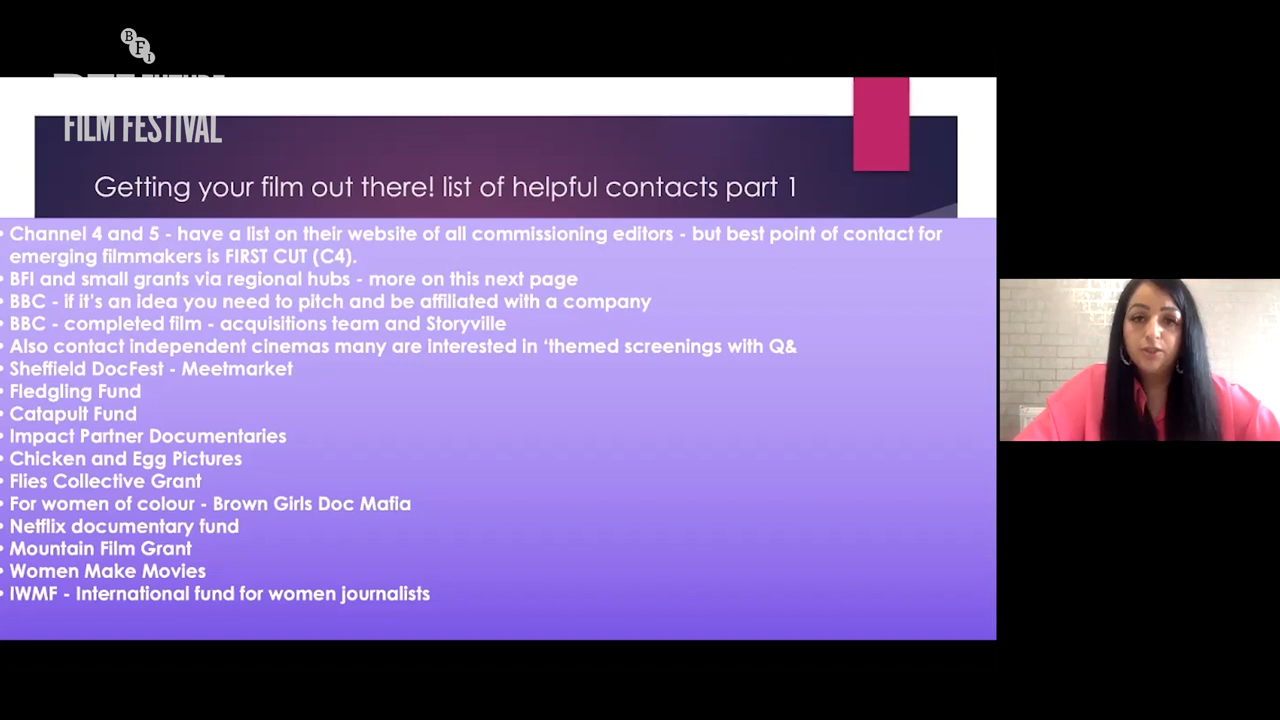 BFI
FUTURE
FILM FESTIVAL
Getting your film out there! list of helpful contacts part 1
• Channel 4 and 5 - have a list on their website of all commissioning editors - but best point of contact for
emerging filmmakers is FIRST CUT (C4).
• BFI and small grants via regional hubs - more on this next page
• BBC - if it's an idea you need to pitch and be affiliated with a company
• BBC - completed film - acquisitions team and Storyville
• Also contact independent cinemas many are interested in ‘themed screenings with Q&
• Sheffield DocFest - Meetmarket
• Fledgling Fund
• Catapult Fund
• Impact Partner Documentaries
• Chicken and Egg Pictures
• Flies Collective Grant
• For women of colour - Brown Girls Doc Mafia
• Netflix documentary fund
• Mountain Film Grant
• Women Make Movies
• IWMF - International fund for women journalists